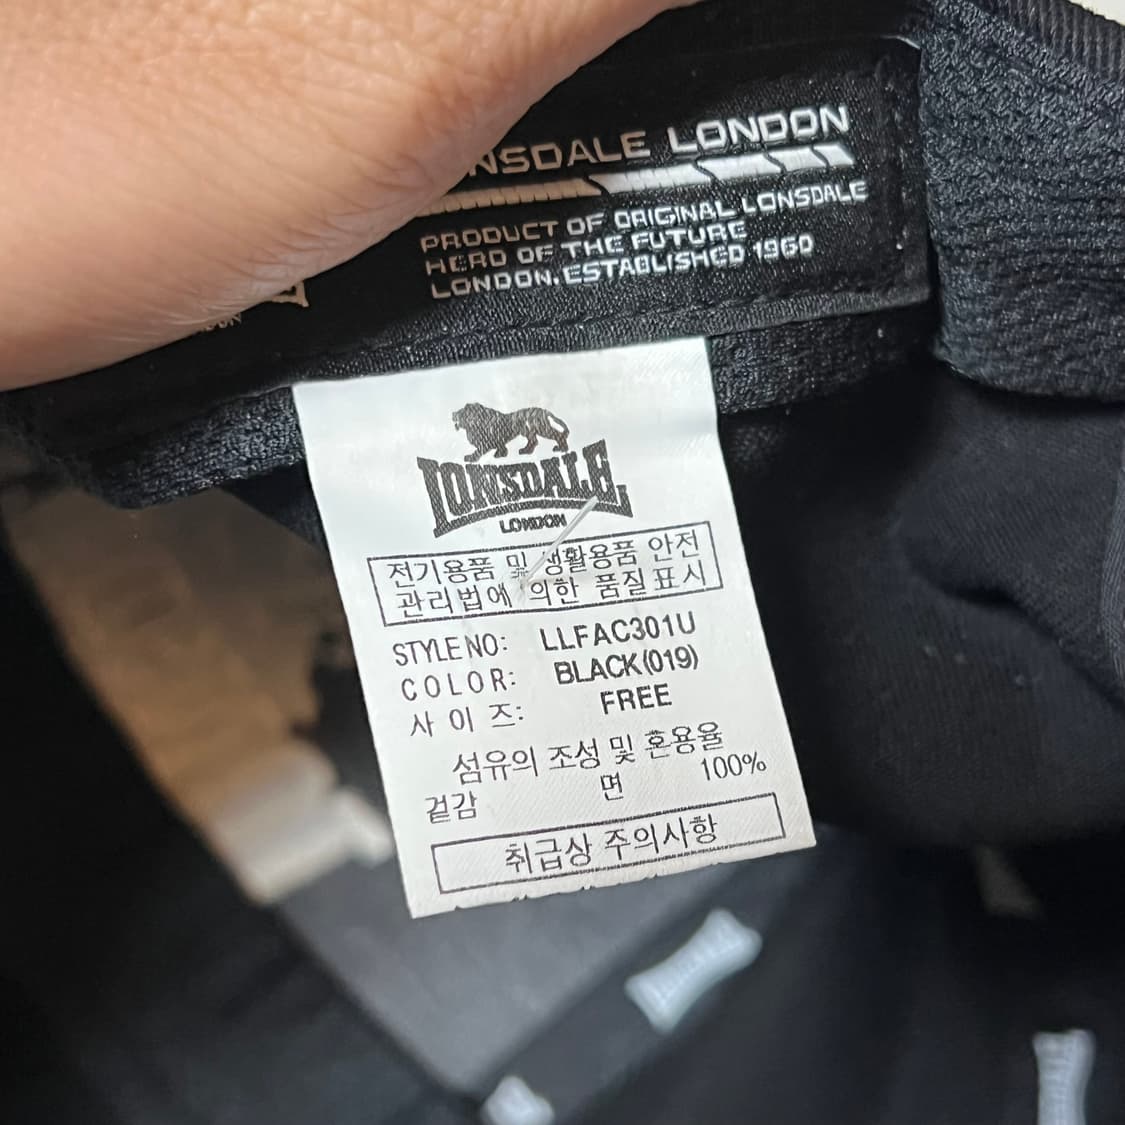 NSDALE LONDON
PRODUCT OF ORIGINAL LONSDALE
HERO OF THE FUTURE
LONDON.ESTABLISHED 1960
LONSDALE
LONDON
전기용품 및 생활용품 안전
관리법에 의한 품질표시
STYLE NO: LLFAC301U
COLOR: BLACK(019)
사 이 즈: FREE
섬유의 조성 및 혼용율
겉감 면 100%
취급상 주의사항